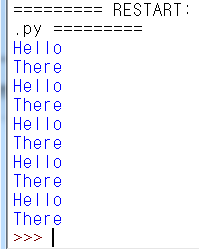 ========= RESTART:
.py =========
Hello
There
Hello
There
Hello
There
Hello
There
Hello
There
>>>